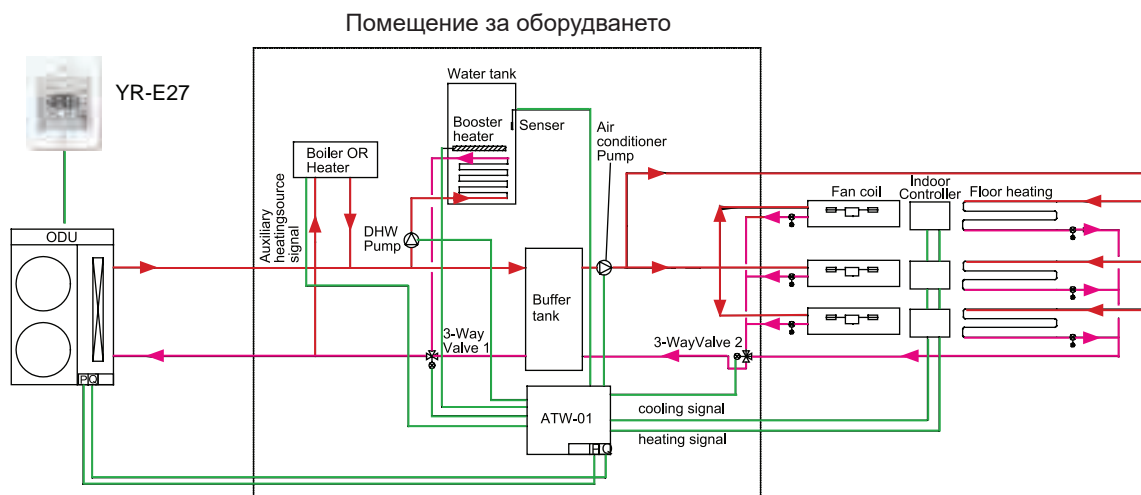 Помещение за оборудването
YR-E27
Water tank
Booster
heater
Senser
Air
conditioner
Pump
Boiler OR
Heater
Auxiliary
heatingsource
signal
DHW
Pump
Fan coil
Indoor
Controller
Floor heating
ODU
Buffer
tank
3-Way
Valve 1
3-WayValve 2
PQ
ATW-01
cooling signal
heating signal